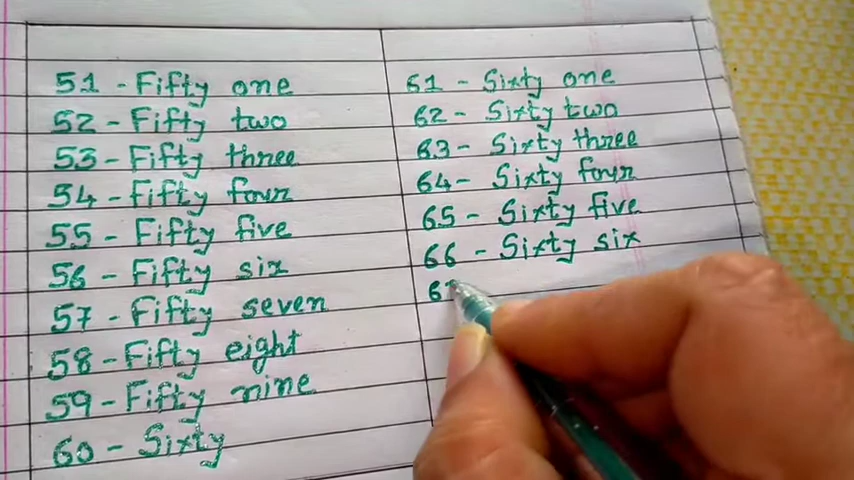 51 - Fifty one
52 - Fifty two
53 - Fifty three
54 - Fifty four
55 - Fifty five
56 - Fifty six
57 - Fifty seven
58 - Fifty eight
59 - Fifty nine
60 - Sixty
61 - Sixty one
62 - Sixty two
63 - Sixty three
64 - Sixty four
65 - Sixty five
66 - Sixty six